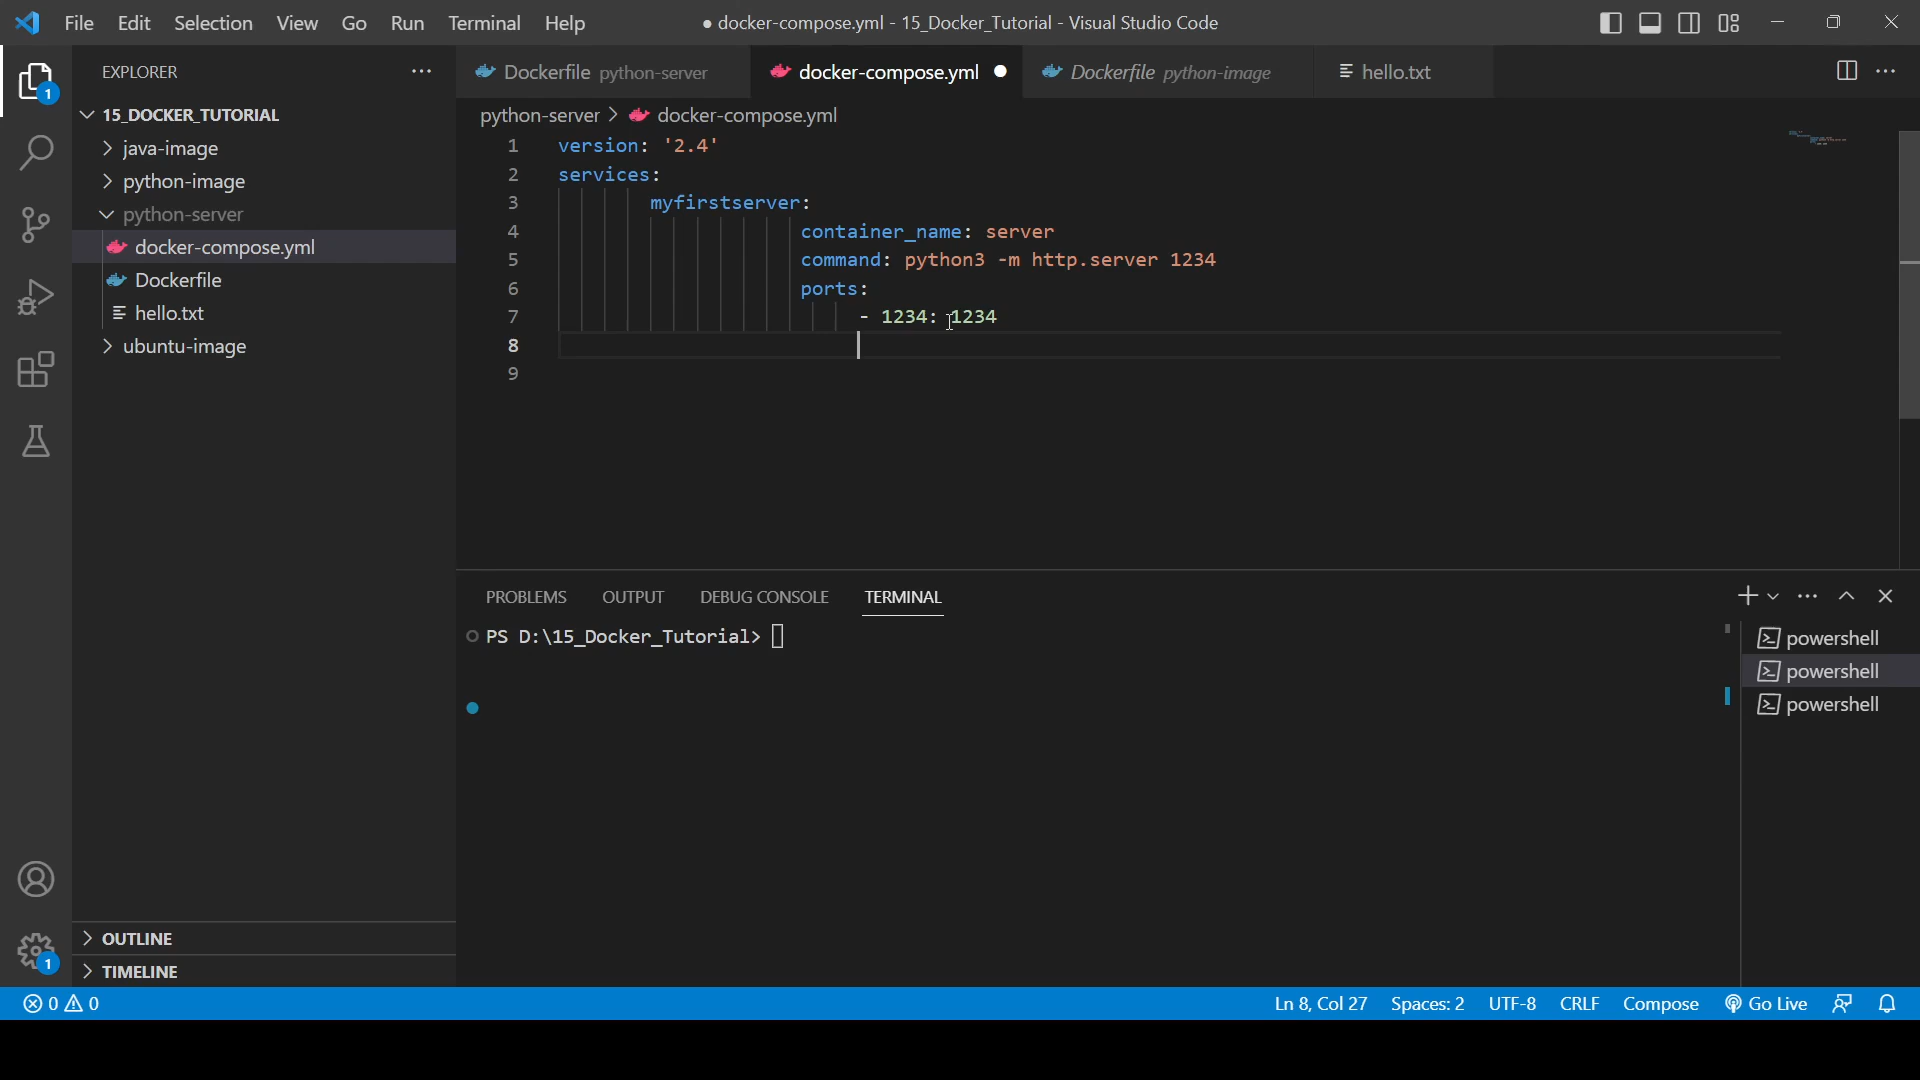 File Edit Selection View Go Run Terminal Help
● docker-compose.yml - 15_Docker_Tutorial - Visual Studio Code
EXPLORER
Dockerfile python-server
docker-compose.yml
Dockerfile python-image
hello.txt
1
15_DOCKER_TUTORIAL
java-image
python-image
python-server
docker-compose.yml
Dockerfile
hello.txt
ubuntu-image
OUTLINE
TIMELINE
1
python-server > docker-compose.yml
1 version: '2.4'
2 services:
3 myfirstserver:
4 container_name: server
5 command: python3 -m http.server 1234
6 ports:
7 - 1234: 1234
8
9
PROBLEMS OUTPUT DEBUG CONSOLE TERMINAL
PS D:\15_Docker_Tutorial>
powershell
powershell
powershell
0 0
Ln 8, Col 27 Spaces: 2 UTF-8 CRLF Compose Go Live